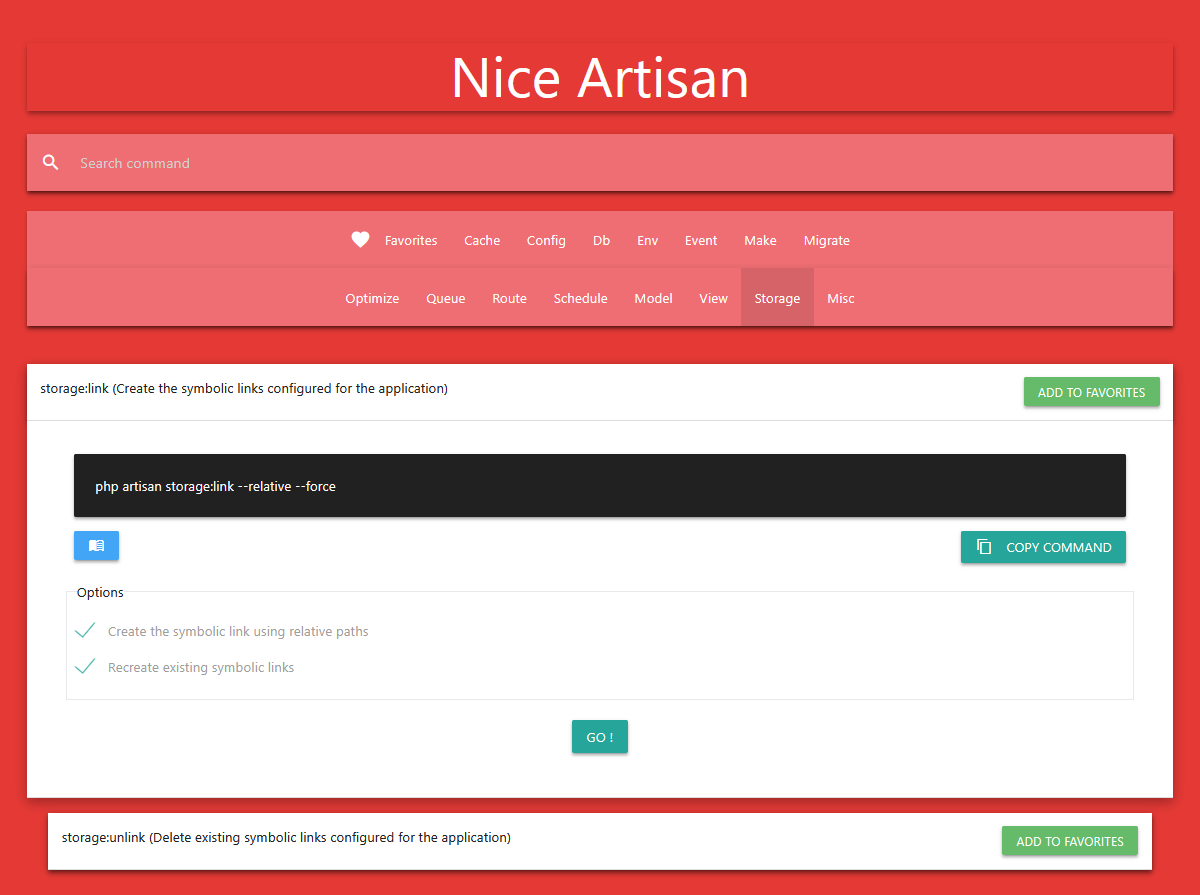 Nice Artisan
Search command
Favorites Cache Config Db Env Event Make Migrate
Optimize Queue Route Schedule Model View Storage Misc
storage:link (Create the symbolic links configured for the application) ADD TO FAVORITES
php artisan storage:link --relative --force
COPY COMMAND
Options
Create the symbolic link using relative paths
Recreate existing symbolic links
GO !
storage:unlink (Delete existing symbolic links configured for the application) ADD TO FAVORITES